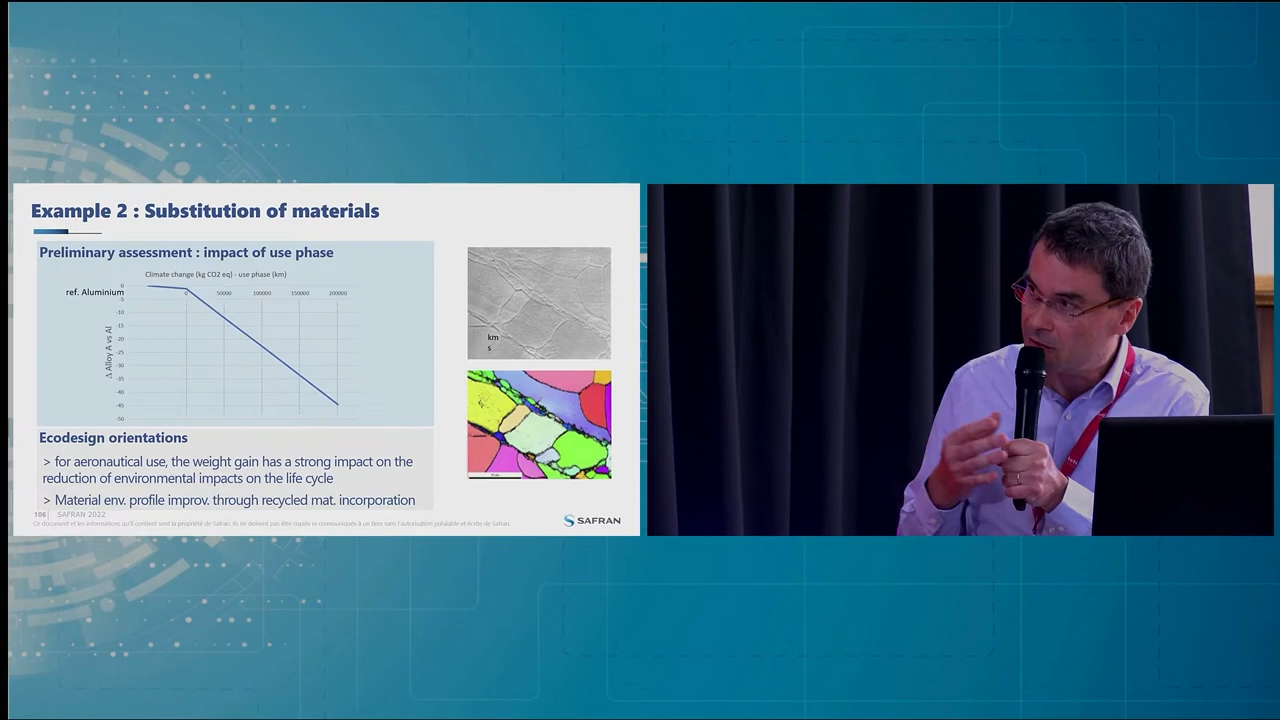 Example 2 : Substitution of materials
Preliminary assessment : impact of use phase
Climate change (kg CO2 eq) - use phase (km)
ref. Aluminium
0
-5
-10
-15
-20
-25
-30
-35
-40
-45
-50
0 50000 100000 150000 200000
Δ Alloy A vs Al
km
s
Ecodesign orientations
> for aeronautical use, the weight gain has a strong impact on the
reduction of environmental impacts on the life cycle
> Material env. profile improv. through recycled mat. incorporation
106 | SAFRAN 2022
Ce document et les informations qu'il contient sont la propriété de Safran. Ils ne doivent pas être copiés ni communiqués à un tiers sans l'autorisation préalable et écrite de Safran.
SAFRAN